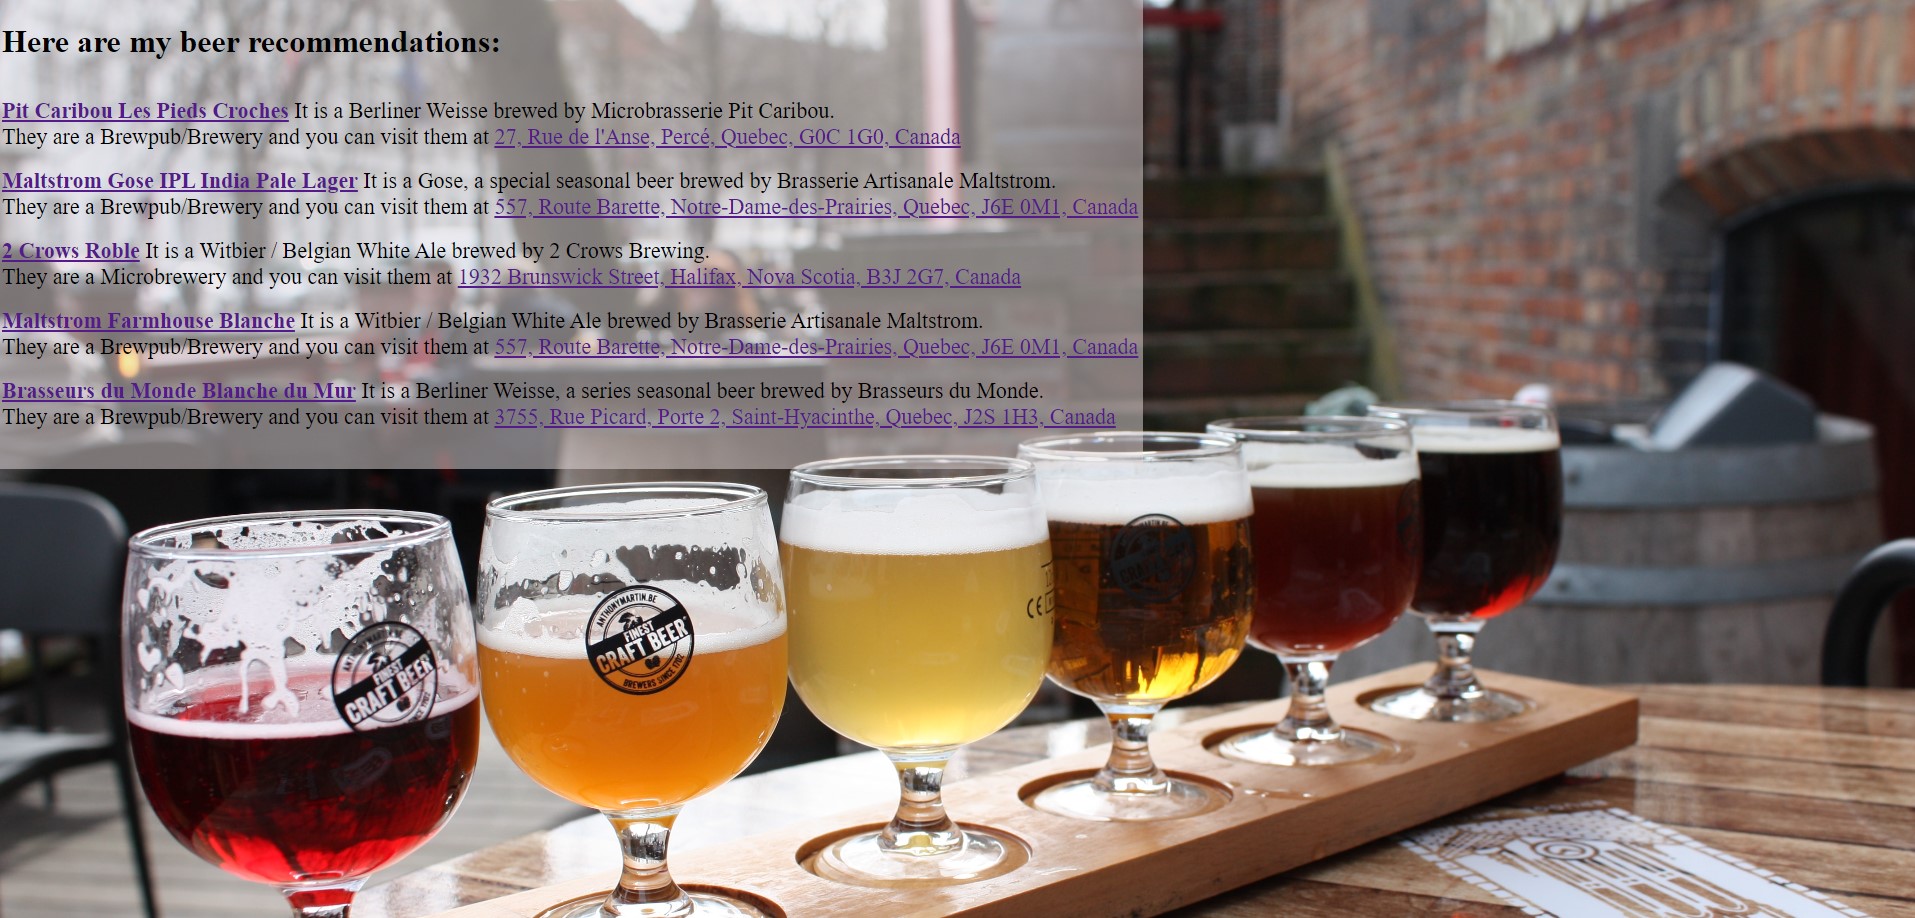 Here are my beer recommendations:
Pit Caribou Les Pieds Croches It is a Berliner Weisse brewed by Microbrasserie Pit Caribou.
They are a Brewpub/Brewery and you can visit them at 27, Rue de l'Anse, Percé, Quebec, G0C 1G0, Canada
Maltstrom Gose IPL India Pale Lager It is a Gose, a special seasonal beer brewed by Brasserie Artisanale Maltstrom.
They are a Brewpub/Brewery and you can visit them at 557, Route Barette, Notre-Dame-des-Prairies, Quebec, J6E 0M1, Canada
2 Crows Roble It is a Witbier / Belgian White Ale brewed by 2 Crows Brewing.
They are a Microbrewery and you can visit them at 1932 Brunswick Street, Halifax, Nova Scotia, B3J 2G7, Canada
Maltstrom Farmhouse Blanche It is a Witbier / Belgian White Ale brewed by Brasserie Artisanale Maltstrom.
They are a Brewpub/Brewery and you can visit them at 557, Route Barette, Notre-Dame-des-Prairies, Quebec, J6E 0M1, Canada
Brasseurs du Monde Blanche du Mur It is a Berliner Weisse, a series seasonal beer brewed by Brasseurs du Monde.
They are a Brewpub/Brewery and you can visit them at 3755, Rue Picard, Porte 2, Saint-Hyacinthe, Quebec, J2S 1H3, Canada
ANTHONYMARTIN.BE
FINEST
CRAFT BEER
BREWERS SINCE 1702
FINEST
CRAFT BEER
CE